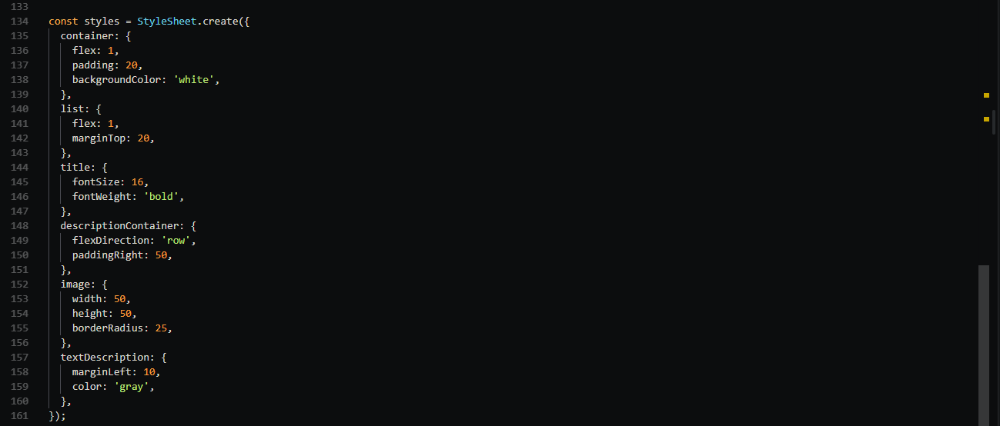 133
134 const styles = StyleSheet.create({
135   container: {
136     flex: 1,
137     padding: 20,
138     backgroundColor: 'white',
139   },
140   list: {
141     flex: 1,
142     marginTop: 20,
143   },
144   title: {
145     fontSize: 16,
146     fontWeight: 'bold',
147   },
148   descriptionContainer: {
149     flexDirection: 'row',
150     paddingRight: 50,
151   },
152   image: {
153     width: 50,
154     height: 50,
155     borderRadius: 25,
156   },
157   textDescription: {
158     marginLeft: 10,
159     color: 'gray',
160   },
161 });